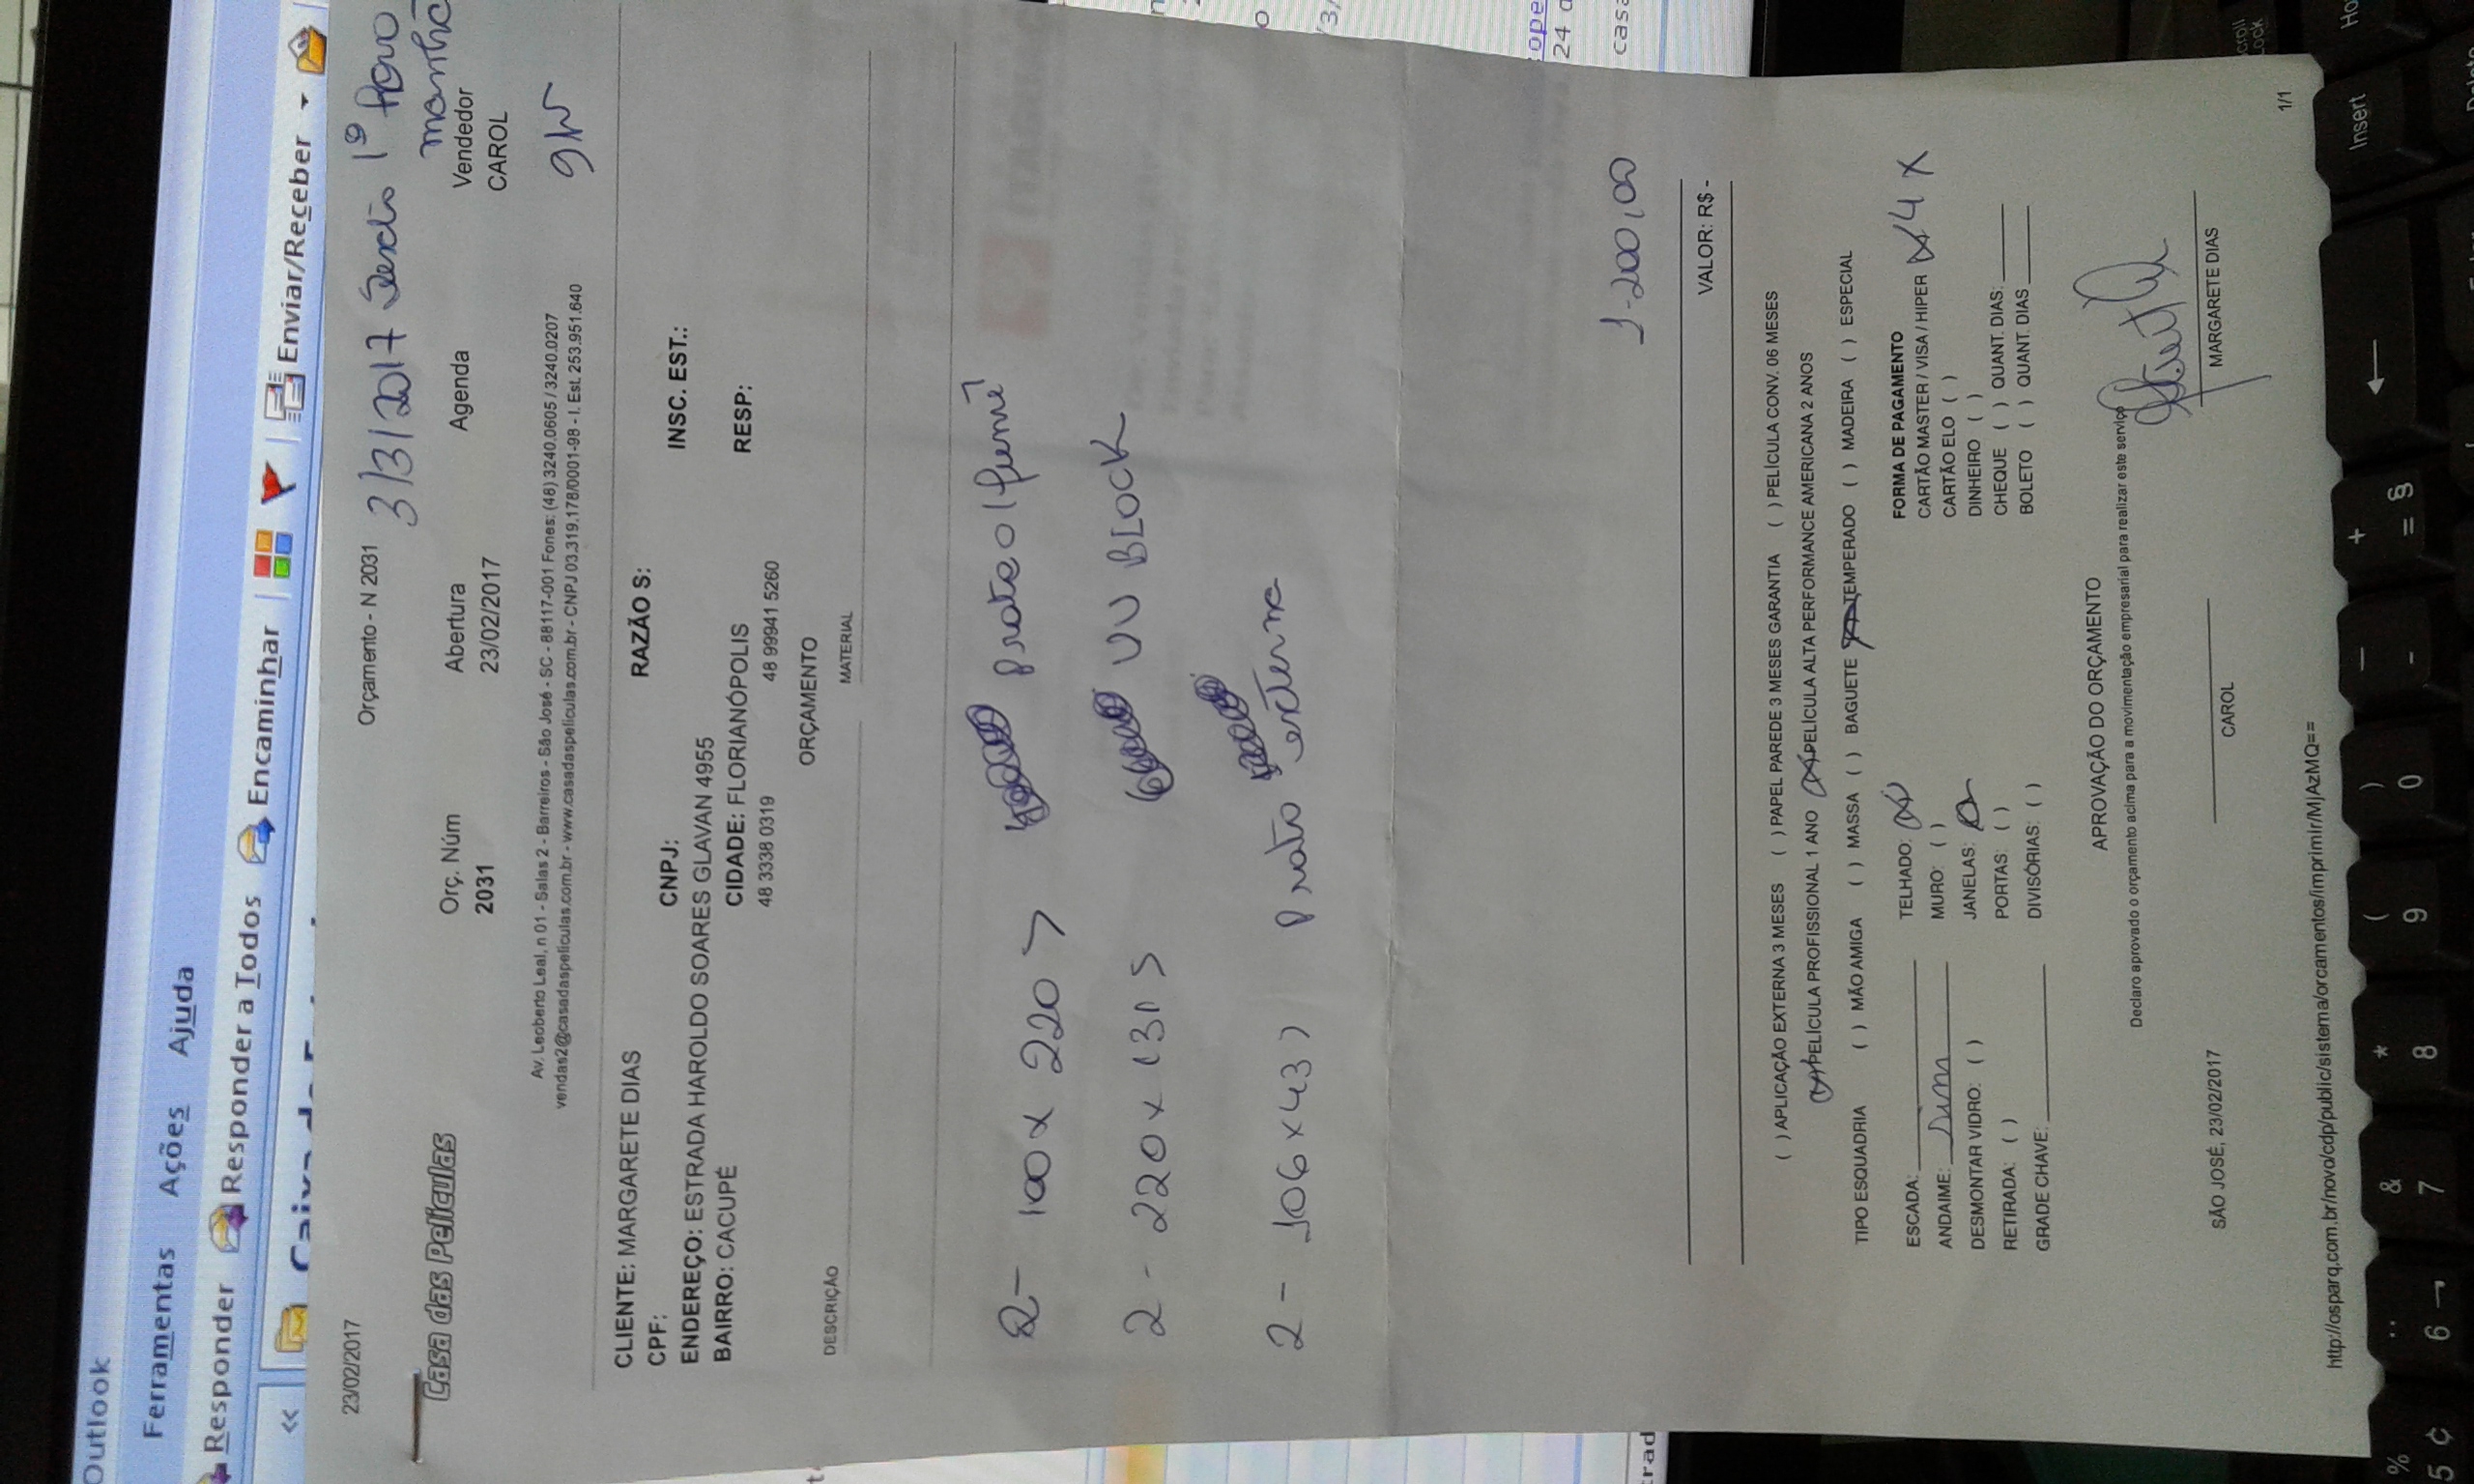 Outlook
Ferramentas Ações Ajuda
Responder Responder a Todos Encaminhar Enviar/Receber
«
23/02/2017 Orçamento - N 2031
3/3/2017 Sexta 1º
manhã
Casa das Películas
Orç. Núm Abertura Agenda Vendedor
2031 23/02/2017 CAROL
Av. Leoberto Leal, n 01 - Salas 2 - Barreiros - São José - SC - 88117-001 Fones: (48) 3240.0605 / 3240.0207
vendas2@casadaspeliculas.com.br - www.casadaspeliculas.com.br - CNPJ 03.319.178/0001-98 - I. Est. 253.951.640
CLIENTE: MARGARETE DIAS RAZÃO S:
CPF: CNPJ: INSC. EST.:
ENDEREÇO: ESTRADA HAROLDO SOARES GLAVAN 4955
BAIRRO: CACUPÉ CIDADE: FLORIANÓPOLIS RESP:
48 3338 0319 48 99941 5260
ORÇAMENTO
DESCRIÇÃO MATERIAL
2- 100 x 220 prata o/fumê
2 - 220 x UV BLOCK
2 - 106 x 43 prata externa
1-200,00
VALOR: R$ -
( ) APLICAÇÃO EXTERNA 3 MESES ( ) PAPEL PAREDE 3 MESES GARANTIA ( ) PELÍCULA CONV. 06 MESES
(X) PELÍCULA PROFISSIONAL 1 ANO (X) PELÍCULA ALTA PERFORMANCE AMERICANA 2 ANOS
TIPO ESQUADRIA ( ) MÃO AMIGA ( ) MASSA ( ) BAGUETE (X) TEMPERADO ( ) MADEIRA ( ) ESPECIAL
ESCADA: TELHADO: (X) FORMA DE PAGAMENTO
ANDAIME: Sim MURO: ( ) CARTÃO MASTER / VISA / HIPER (X) 4 X
DESMONTAR VIDRO: ( ) JANELAS: CARTÃO ELO ( )
RETIRADA: ( ) PORTAS: ( ) DINHEIRO ( )
GRADE CHAVE: DIVISÓRIAS: ( ) CHEQUE ( ) QUANT. DIAS:
BOLETO ( ) QUANT. DIAS
APROVAÇÃO DO ORÇAMENTO
Declaro aprovado o orçamento acima para a movimentação empresarial para realizar este serviço
SÃO JOSÉ, 23/02/2017 CAROL MARGARETE DIAS
http://osparq.com.br/novo/cdp/public/sistema/orcamentos/imprimir/MjAzMQ== 1/1
Insert